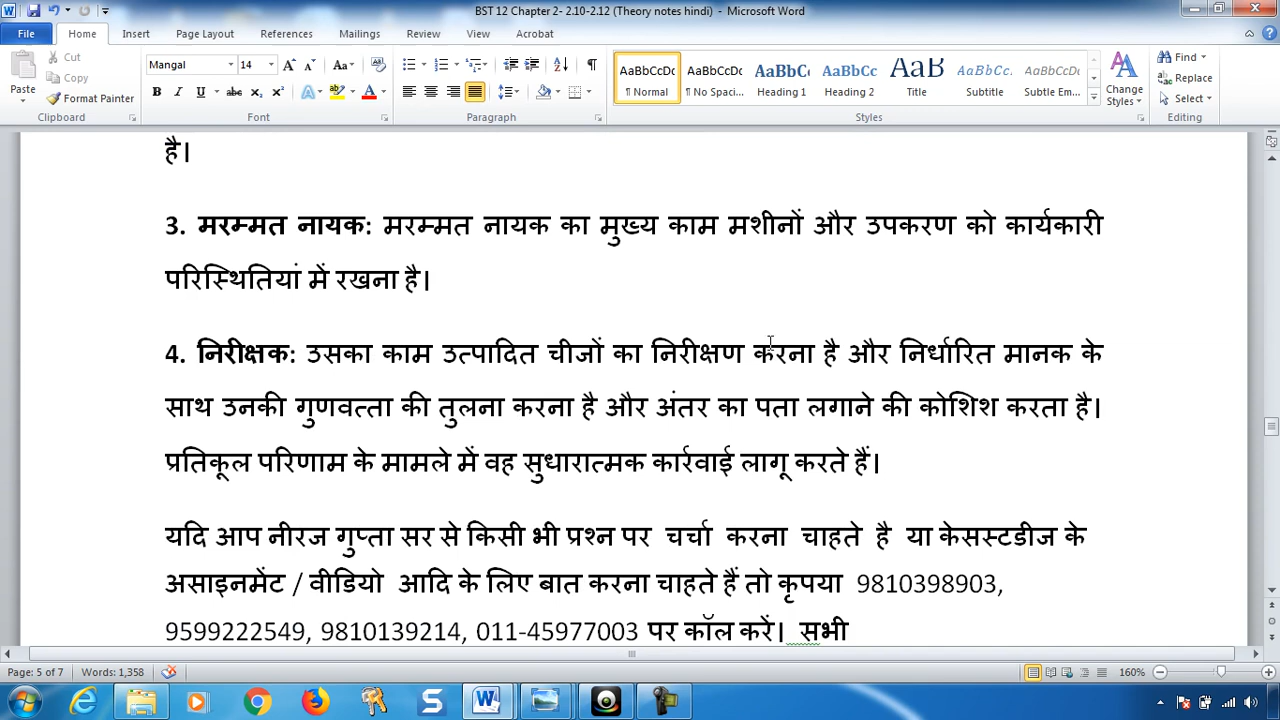 BST 12 Chapter 2- 2.10-2.12 (Theory notes hindi) - Microsoft Word
File Home Insert Page Layout References Mailings Review View Acrobat
Cut
Copy
Format Painter
Paste
Clipboard
Mangal 14
Font
Paragraph
AaBbCcDc AaBbCcDc AaBbCc AaBbCc AaB AaBbCcI AaBbCcDc
¶ Normal ¶ No Spaci... Heading 1 Heading 2 Title Subtitle Subtle Em...
Change Styles
Styles
Find
Replace
Select
Editing
है।
3. मरम्मत नायक: मरम्मत नायक का मुख्य काम मशीनों और उपकरण को कार्यकारी
परिस्थितियां में रखना है।
4. निरीक्षक: उसका काम उत्पादित चीजों का निरीक्षण करना है और निर्धारित मानक के
साथ उनकी गुणवत्ता की तुलना करना है और अंतर का पता लगाने की कोशिश करता है।
प्रतिकूल परिणाम के मामले में वह सुधारात्मक कार्रवाई लागू करते हैं।
यदि आप नीरज गुप्ता सर से किसी भी प्रश्न पर चर्चा करना चाहते है या केसस्टडीज के
असाइनमेंट / वीडियो आदि के लिए बात करना चाहते हैं तो कृपया 9810398903,
9599222549, 9810139214, 011-45977003 पर कॉल करें। सभी
Page: 5 of 7 Words: 1,358 160%